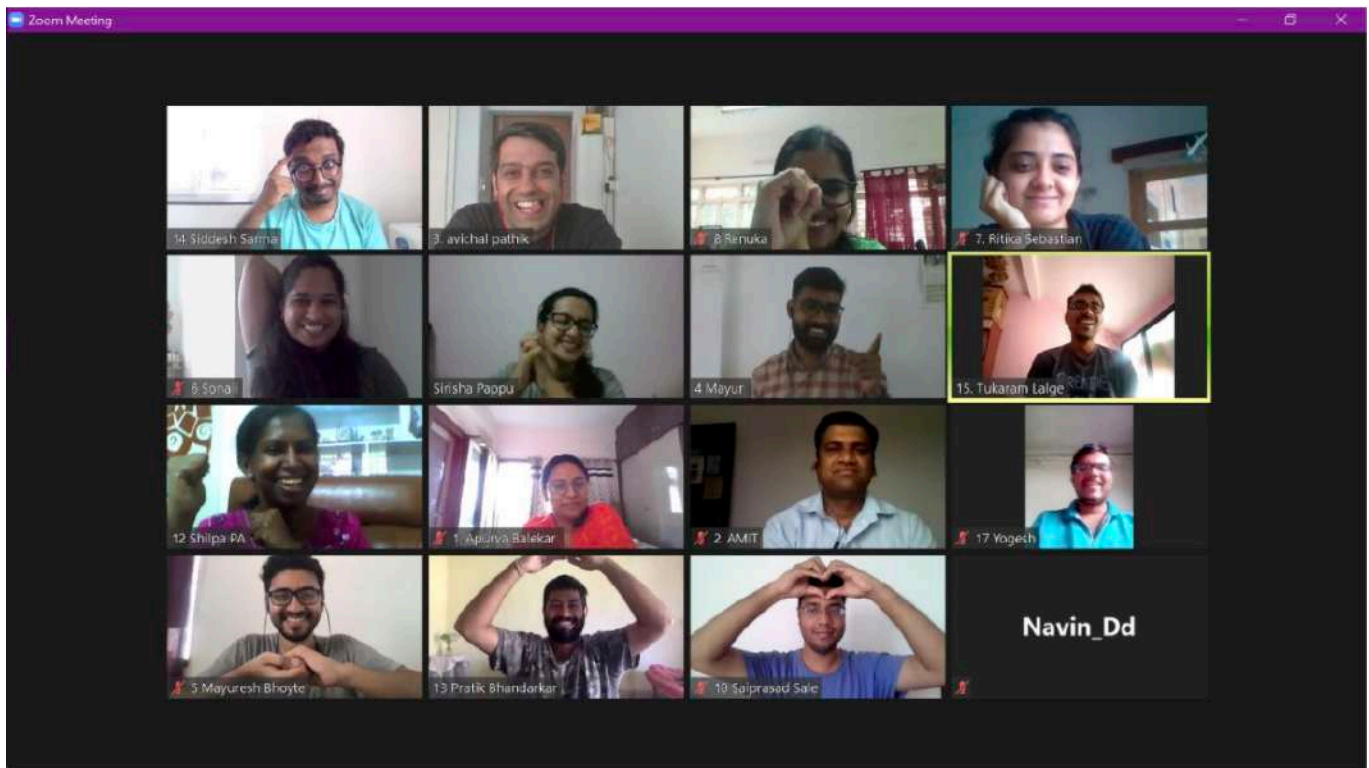 Zoom Meeting
14 Siddesh Sarma
3. avichal pathik
8 Renuka
7. Ritika Sebastian
6 Sonali
Sirisha Pappu
4 Mayur
15. Tukaram Lalge
12 Shilpa PA
1. Apurva Balekar
2 AMIT
17 Yogesh
5 Mayuresh Bhoyte
13 Pratik Bhandarkar
10 Saiprasad Sale
Navin_Dd